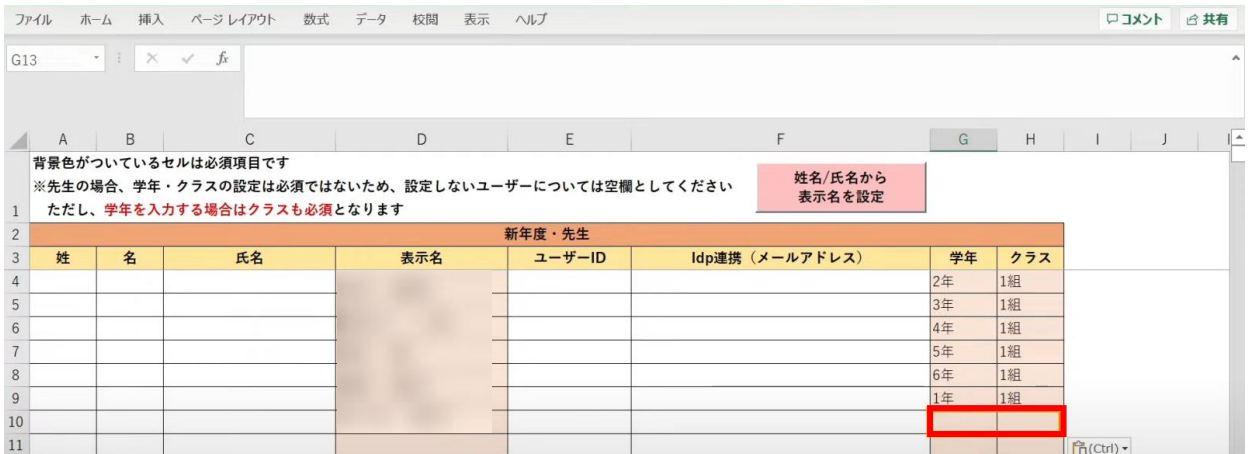 ファイル ホーム 挿入 ページ レイアウト 数式 データ 校閲 表示 ヘルプ コメント 共有
G13 fx
A B C D E F G H I J
背景色がついているセルは必須項目です
※先生の場合、学年・クラスの設定は必須ではないため、設定しないユーザーについては空欄としてください
1 ただし、学年を入力する場合はクラスも必須となります
姓名/氏名から
表示名を設定
2 新年度・先生
3 姓 名 氏名 表示名 ユーザーID Idp連携（メールアドレス） 学年 クラス
4 2年 1組
5 3年 1組
6 4年 1組
7 5年 1組
8 6年 1組
9 1年 1組
10
11 (Ctrl)